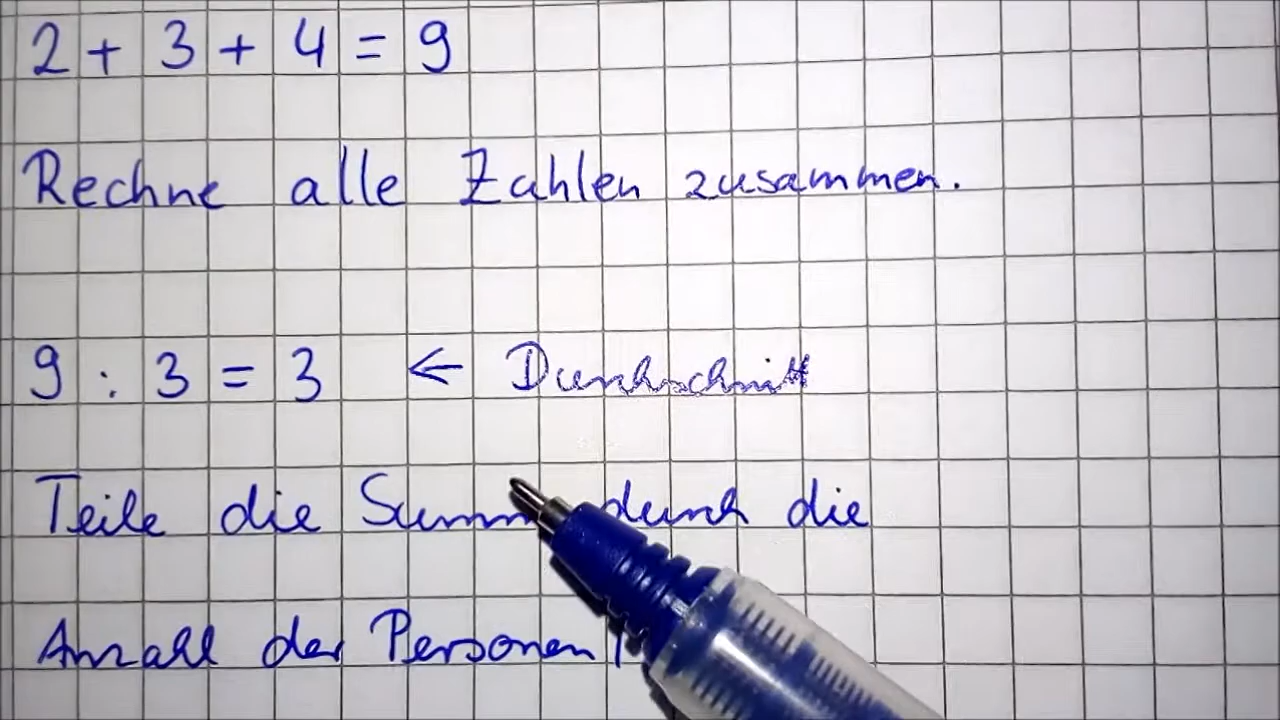 2 + 3 + 4 = 9
Rechne alle Zahlen zusammen.
9 : 3 = 3 ← Durchschnitt
Teile die Summ durch die
Anzahl der Personen